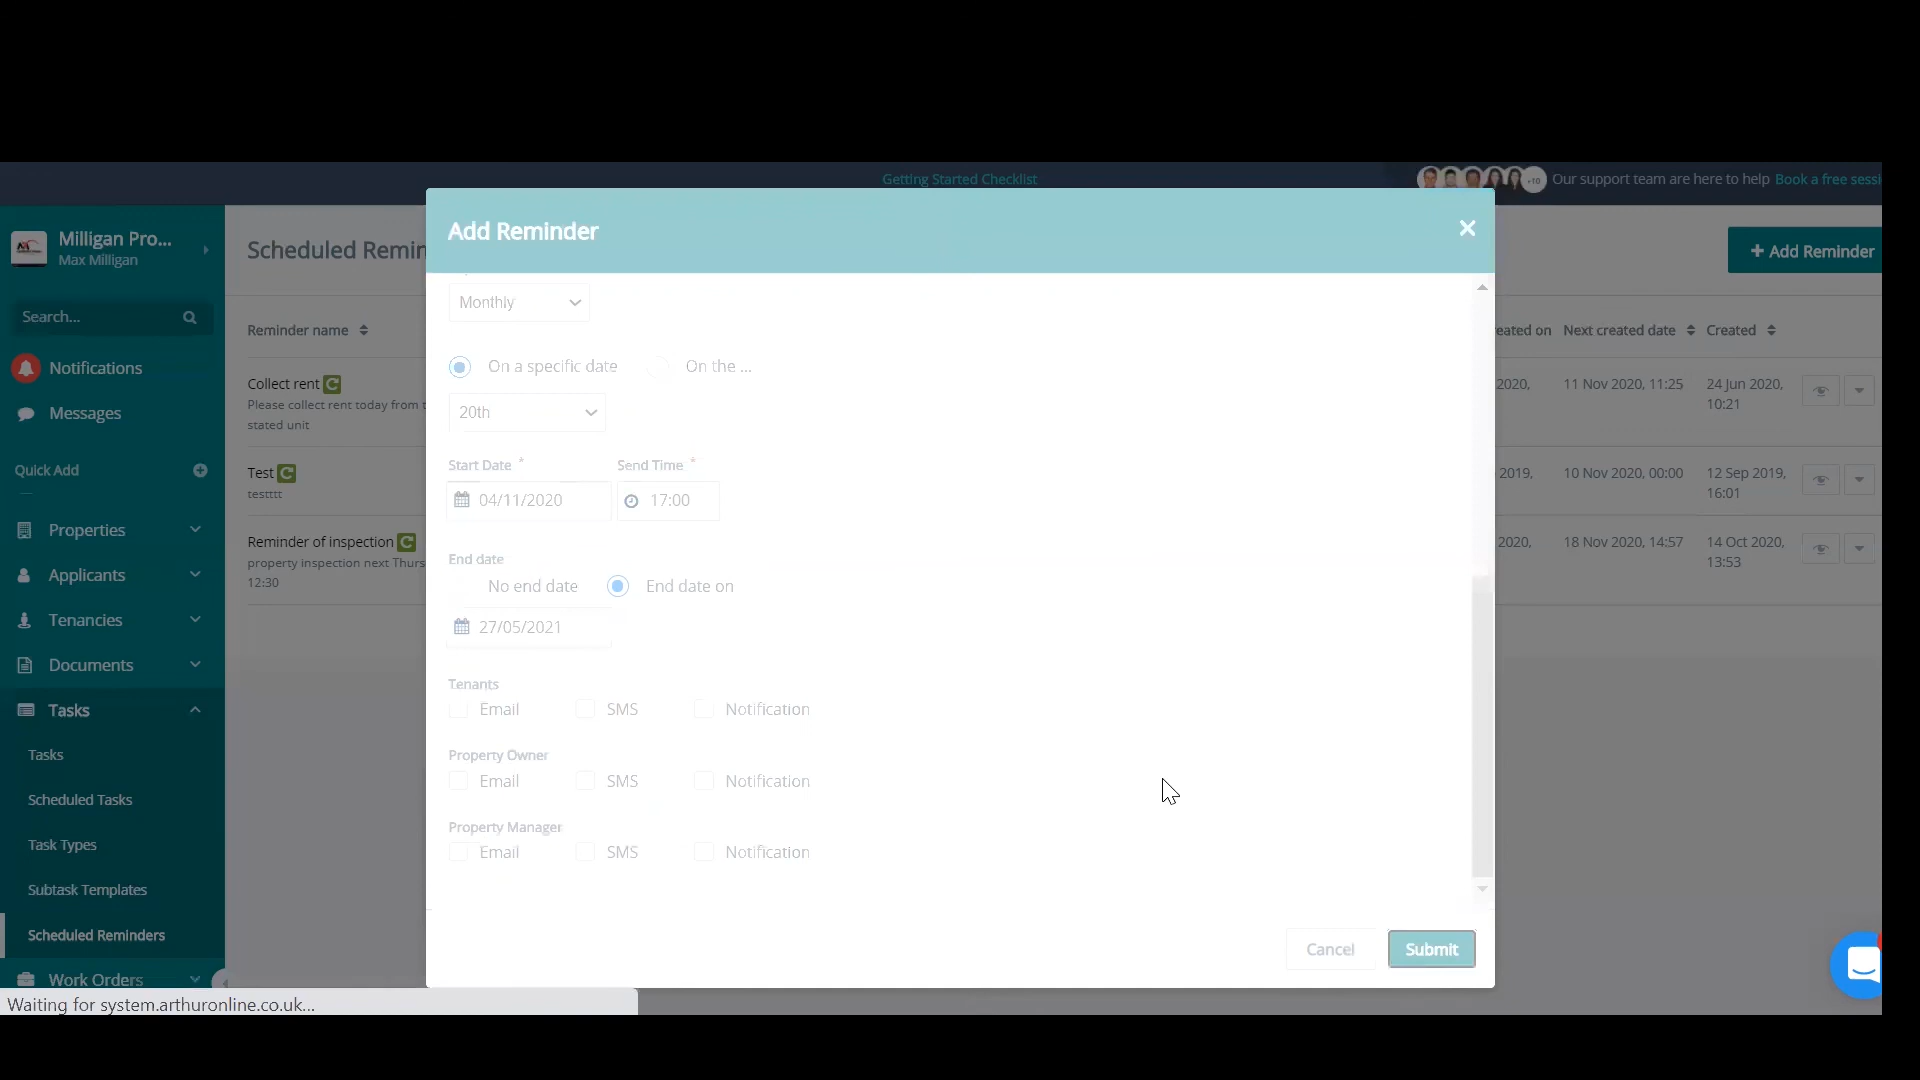 Getting Started Checklist
+10 Our support team are here to help Book a free sessi
Milligan Pro...
Max Milligan
Search...
Notifications
Messages
Quick Add
Properties
Applicants
Tenancies
Documents
Tasks
Tasks
Scheduled Tasks
Task Types
Subtask Templates
Scheduled Reminders
Work Orders
Waiting for system.arthuronline.co.uk...
Scheduled Remin
+ Add Reminder
Reminder name
eated on Next created date Created
Collect rent
Please collect rent today from t
stated unit
2020, 11 Nov 2020, 11:25 24 Jun 2020,
10:21
Test
testttt
2019, 10 Nov 2020, 00:00 12 Sep 2019,
16:01
Reminder of inspection
property inspection next Thurs
12:30
2020, 18 Nov 2020, 14:57 14 Oct 2020,
13:53
Add Reminder
Monthly
On a specific date On the ...
20th
Start Date * Send Time *
04/11/2020 17:00
End date
No end date End date on
27/05/2021
Tenants
Email SMS Notification
Property Owner
Email SMS Notification
Property Manager
Email SMS Notification
Cancel Submit